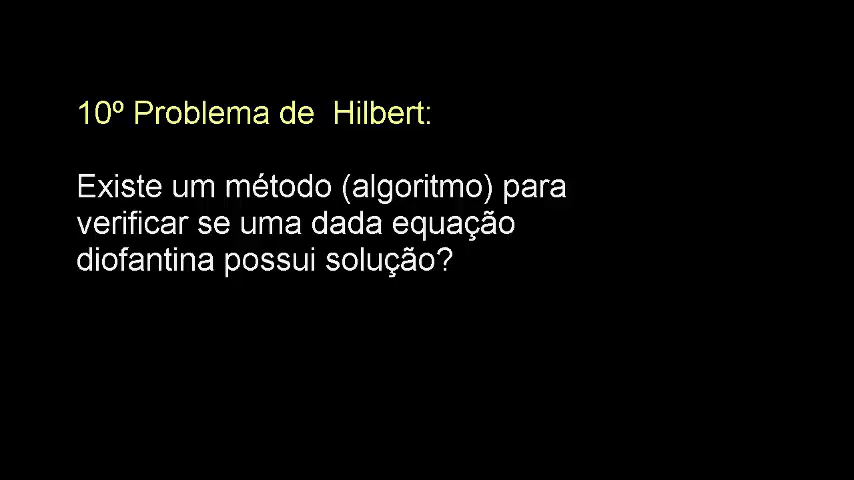 10º Problema de Hilbert:
Existe um método (algoritmo) para
verificar se uma dada equação
diofantina possui solução?